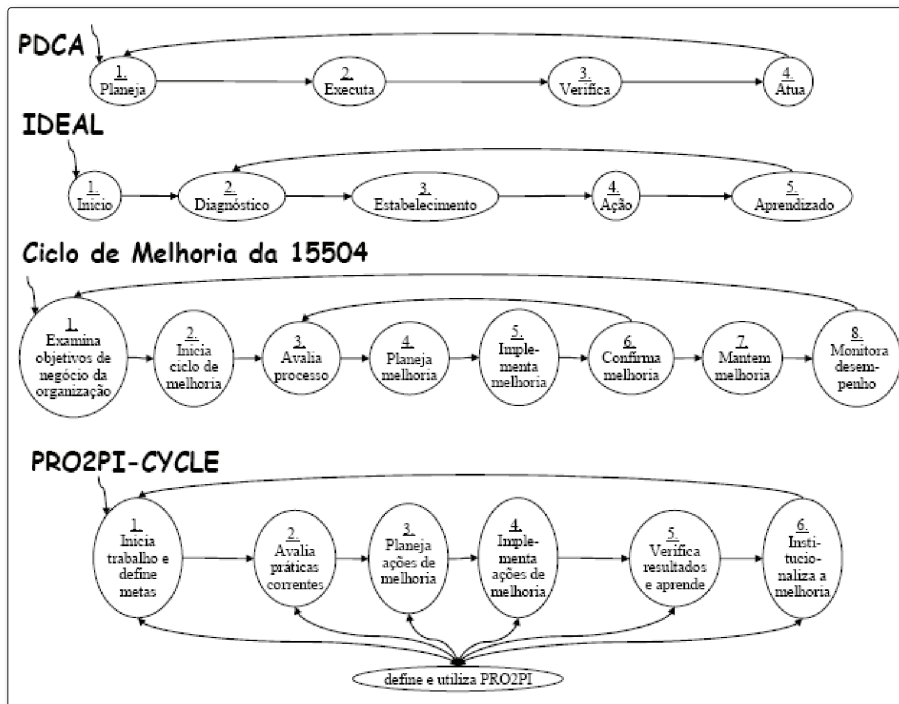 PDCA
1.
Planeja
2.
Executa
3.
Verifica
4.
Atua
IDEAL
1.
Inicio
2.
Diagnóstico
3.
Estabelecimento
4.
Ação
5.
Aprendizado
Ciclo de Melhoria da 15504
1.
Examina
objetivos de
negócio da
organização
2.
Inicia
ciclo de
melhoria
3.
Avalia
processo
4.
Planeja
melhoria
5.
Imple-
menta
melhoria
6.
Confirma
melhoria
7.
Mantem
melhoria
8.
Monitora
desem-
penho
PRO2PI-CYCLE
1.
Inicia
trabalho e
define
metas
2.
Avalia
práticas
correntes
3.
Planeja
ações de
melhoria
4.
Imple-
menta
ações de
melhoria
5.
Verifica
resultados
e aprende
6.
Insti-
tucio-
naliza a
melhoria
define e utiliza PRO2PI